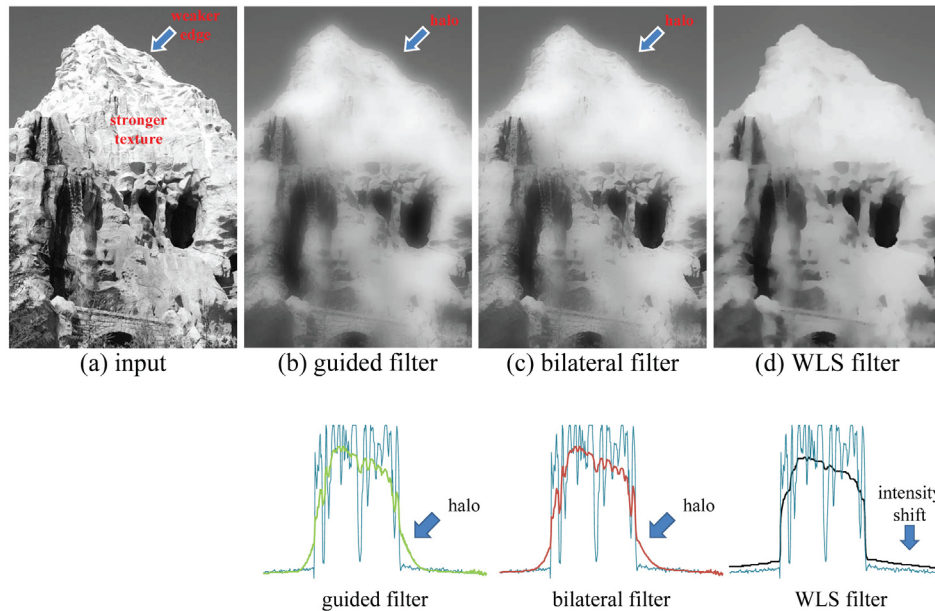 weaker
edge
stronger
texture
halo
halo
(a) input
(b) guided filter
(c) bilateral filter
(d) WLS filter
halo
halo
intensity
shift
guided filter
bilateral filter
WLS filter